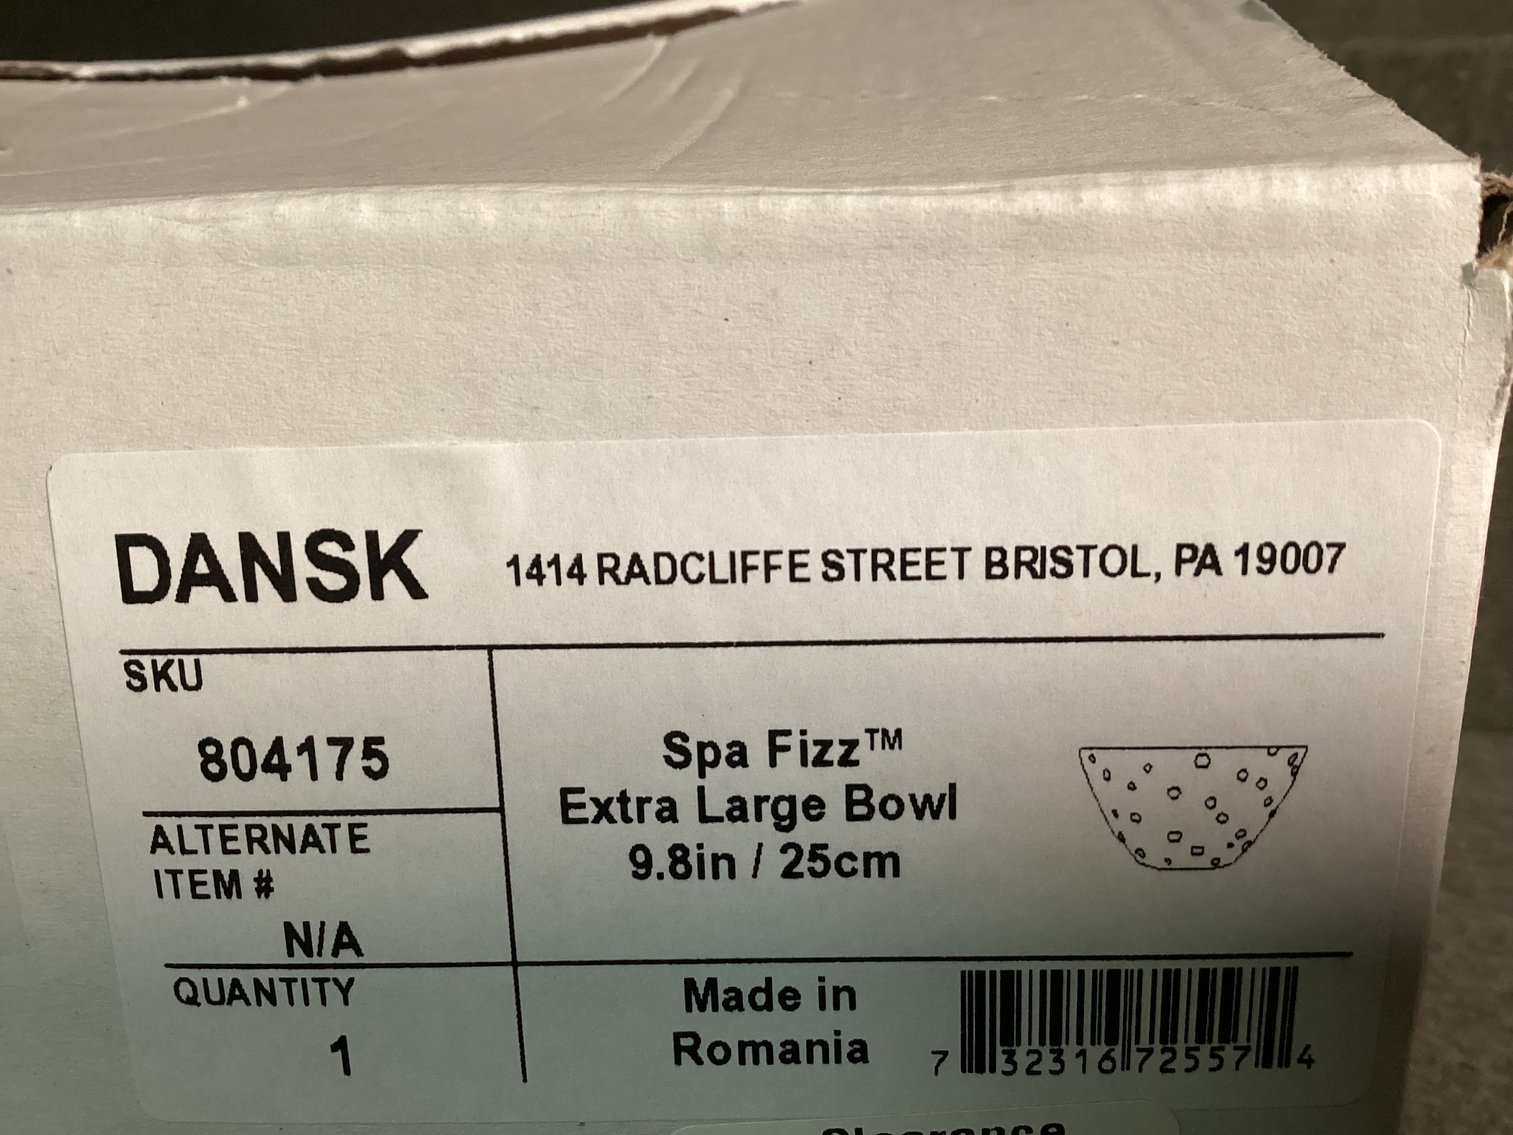 DANSK 1414 RADCLIFFE STREET BRISTOL, PA 19007
SKU
804175
ALTERNATE
ITEM #
N/A
QUANTITY
1
Spa Fizz™
Extra Large Bowl
9.8in / 25cm
Made in
Romania
7 32316 72557 4
Clearance